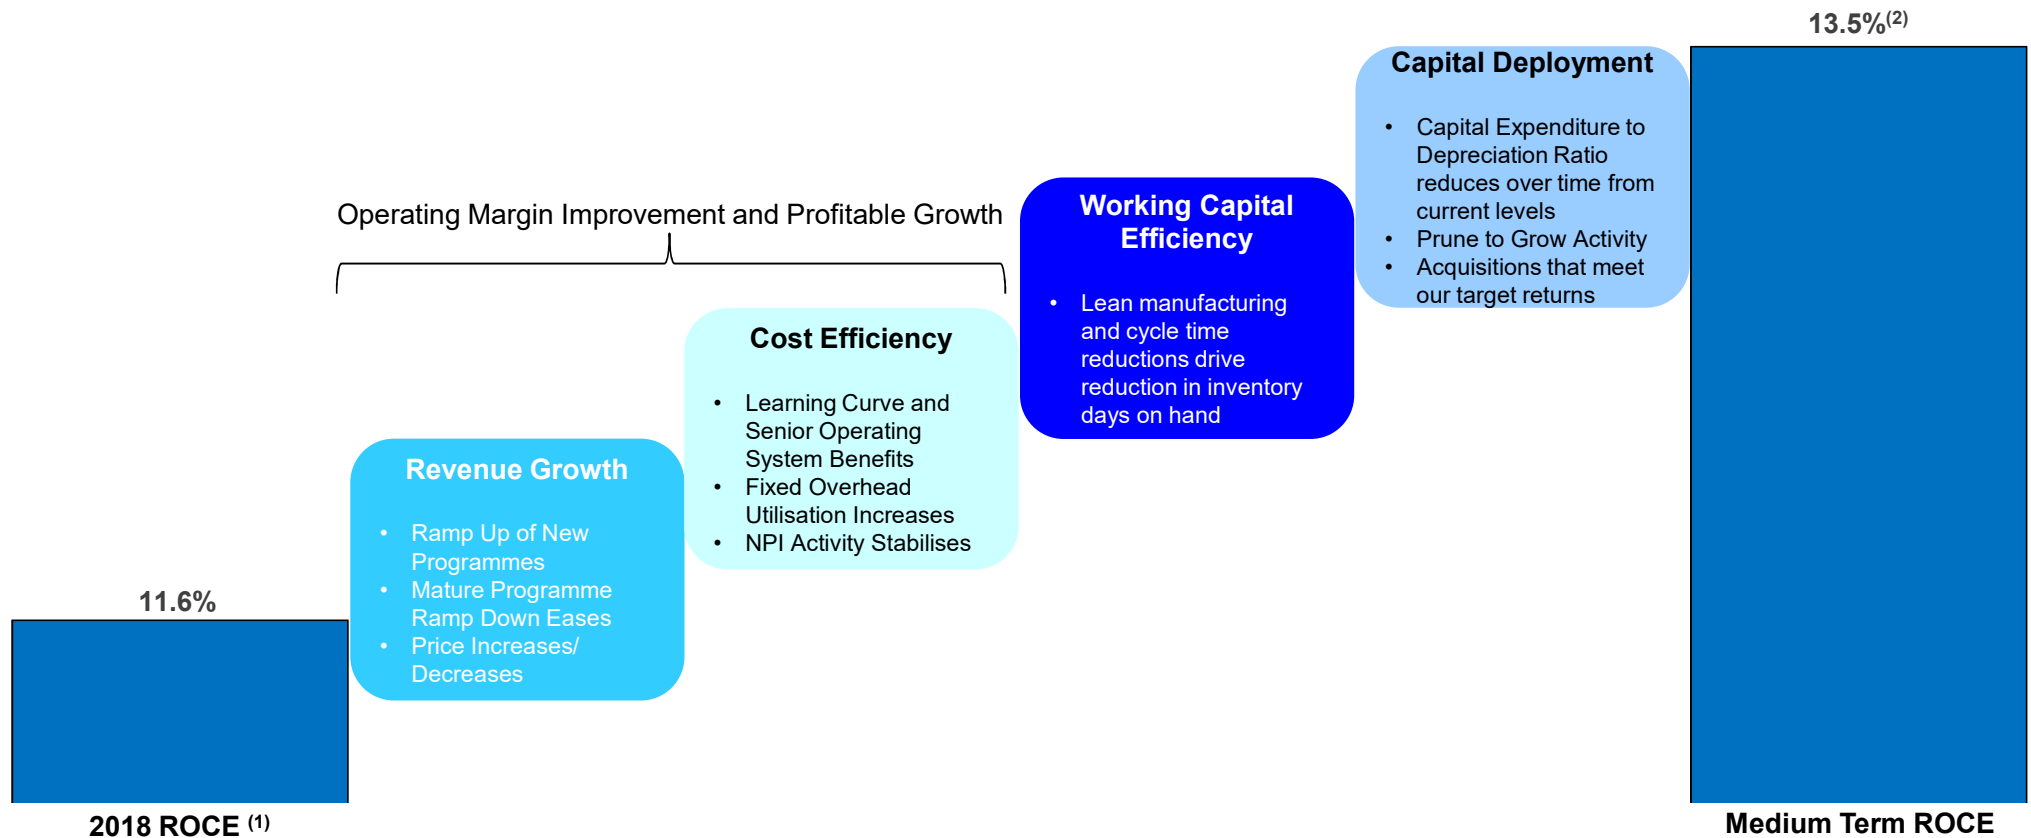 11.6%
2018 ROCE (1)
Operating Margin Improvement and Profitable Growth
Revenue Growth
• Ramp Up of New
Programmes
• Mature Programme
Ramp Down Eases
• Price Increases/
Decreases
Cost Efficiency
• Learning Curve and
Senior Operating
System Benefits
• Fixed Overhead
Utilisation Increases
• NPI Activity Stabilises
Working Capital
Efficiency
• Lean manufacturing
and cycle time
reductions drive
reduction in inventory
days on hand
Capital Deployment
• Capital Expenditure to
Depreciation Ratio
reduces over time from
current levels
• Prune to Grow Activity
• Acquisitions that meet
our target returns
13.5%(2)
Medium Term ROCE